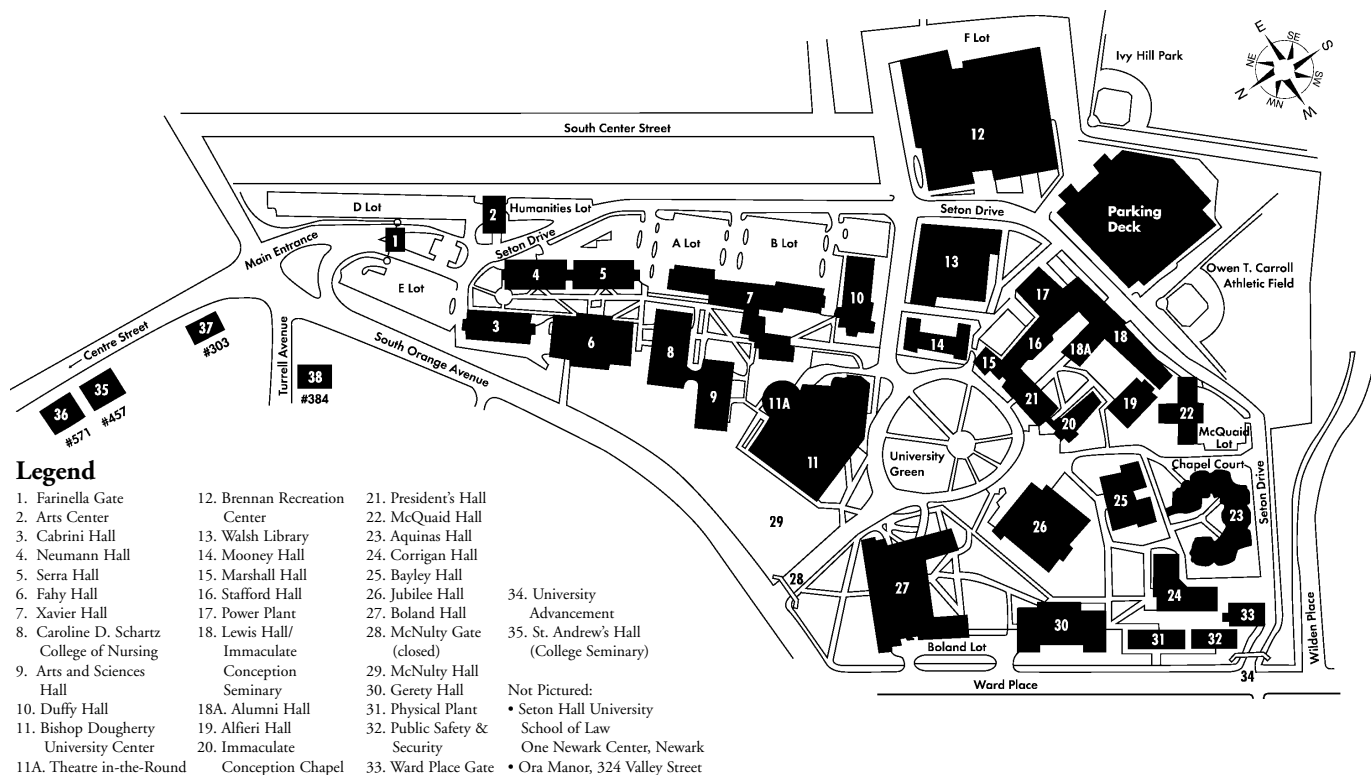 F Lot
Ivy Hill Park
E
SE
S
NE
SW
N
NW
W
South Center Street
12
D Lot
2
Humanities Lot
Seton Drive
Parking
Deck
1
Main Entrance
Seton Drive
A Lot
B Lot
13
Owen T. Carroll
Athletic Field
E Lot
4
5
7
10
17
37
#303
Centre Street
Turrell Avenue
South Orange Avenue
3
6
8
14
16
18A
18
15
38
#384
36
#571
35
#457
9
11A
21
19
20
22
McQuaid
Lot
11
University
Green
Chapel Court
25
23
Seton Drive
29
26
28
27
24
33
30
31
32
Boland Lot
34
Ward Place
Wilden Place
Legend
1. Farinella Gate
2. Arts Center
3. Cabrini Hall
4. Neumann Hall
5. Serra Hall
6. Fahy Hall
7. Xavier Hall
8. Caroline D. Schartz
College of Nursing
9. Arts and Sciences
Hall
10. Duffy Hall
11. Bishop Dougherty
University Center
11A. Theatre in-the-Round
12. Brennan Recreation
Center
13. Walsh Library
14. Mooney Hall
15. Marshall Hall
16. Stafford Hall
17. Power Plant
18. Lewis Hall/
Immaculate
Conception
Seminary
18A. Alumni Hall
19. Alfieri Hall
20. Immaculate
Conception Chapel
21. President's Hall
22. McQuaid Hall
23. Aquinas Hall
24. Corrigan Hall
25. Bayley Hall
26. Jubilee Hall
27. Boland Hall
28. McNulty Gate
(closed)
29. McNulty Hall
30. Gerety Hall
31. Physical Plant
32. Public Safety &
Security
33. Ward Place Gate
34. University
Advancement
35. St. Andrew's Hall
(College Seminary)
Not Pictured:
• Seton Hall University
School of Law
One Newark Center, Newark
• Ora Manor, 324 Valley Street